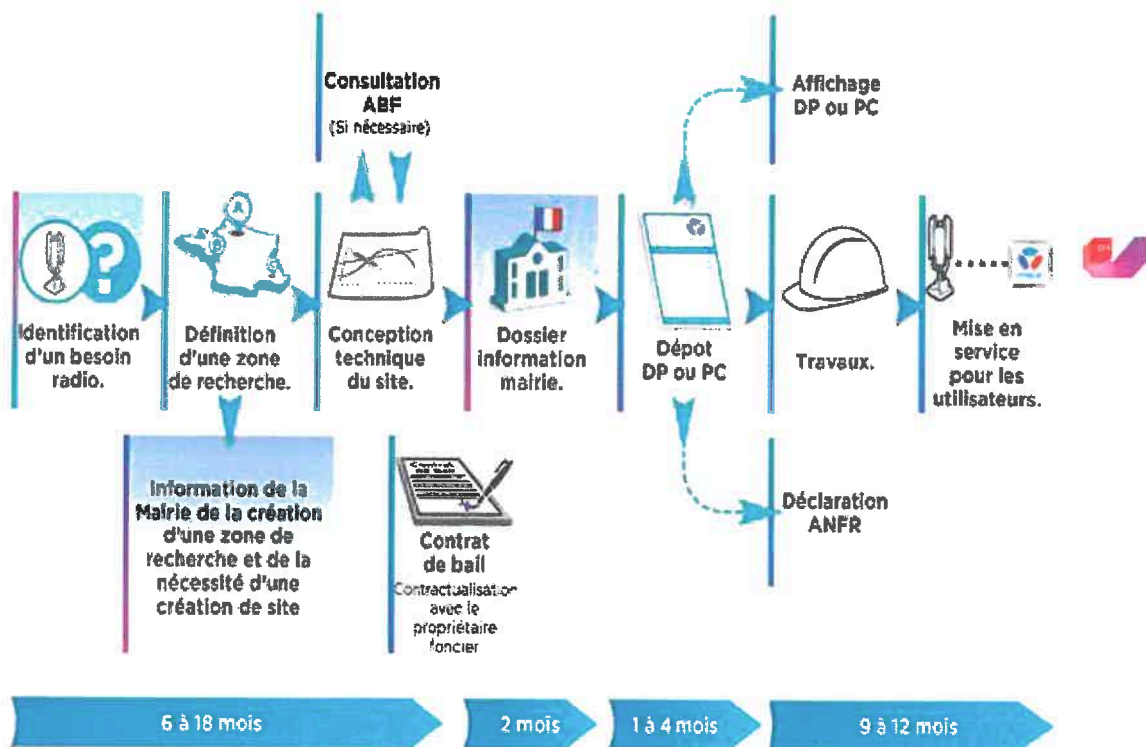 Consultation
ABF
(Si nécessaire)
Affichage
DP ou PC
A
Identification
d'un besoin
radio.
Définition
d'une zone
de recherche.
Conception
technique
du site.
Dossier
information
mairie.
Dépot
DP ou PC
Travaux.
Mise en
service
pour les
utilisateurs.
Information de la
Mairie de la création
d'une zone de
recherche et de la
nécessité d'une
création de site
Contrat
de bail
Contrat
de bail
Contractualisation
avec le
propriétaire
foncier
Déclaration
ANFR
6 à 18 mois
2 mois
1 à 4 mois
9 à 12 mois